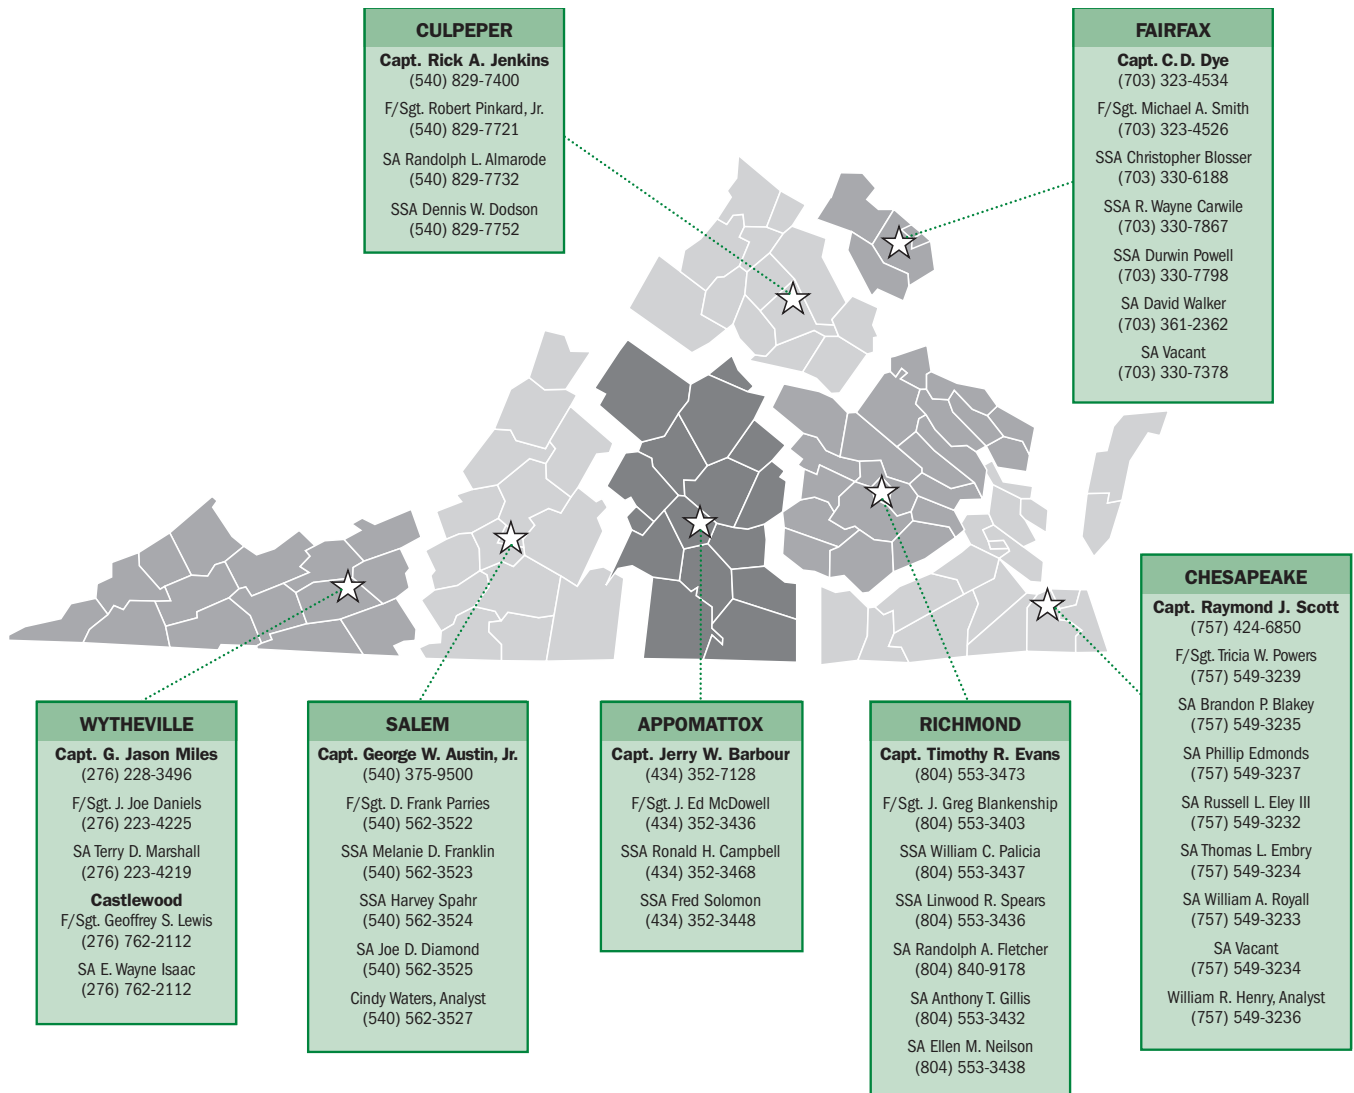 CULPEPER
Capt. Rick A. Jenkins
(540) 829-7400
F/Sgt. Robert Pinkard, Jr.
(540) 829-7721
SA Randolph L. Almarode
(540) 829-7732
SSA Dennis W. Dodson
(540) 829-7752
FAIRFAX
Capt. C.D. Dye
(703) 323-4534
F/Sgt. Michael A. Smith
(703) 323-4526
SSA Christopher Blosser
(703) 330-6188
SSA R. Wayne Carwile
(703) 330-7867
SSA Durwin Powell
(703) 330-7798
SA David Walker
(703) 361-2362
SA Vacant
(703) 330-7378
WYTHEVILLE
Capt. G. Jason Miles
(276) 228-3496
F/Sgt. J. Joe Daniels
(276) 223-4225
SA Terry D. Marshall
(276) 223-4219
Castlewood
F/Sgt. Geoffrey S. Lewis
(276) 762-2112
SA E. Wayne Isaac
(276) 762-2112
SALEM
Capt. George W. Austin, Jr.
(540) 375-9500
F/Sgt. D. Frank Parries
(540) 562-3522
SSA Melanie D. Franklin
(540) 562-3523
SSA Harvey Spahr
(540) 562-3524
SA Joe D. Diamond
(540) 562-3525
Cindy Waters, Analyst
(540) 562-3527
APPOMATTOX
Capt. Jerry W. Barbour
(434) 352-7128
F/Sgt. J. Ed McDowell
(434) 352-3436
SSA Ronald H. Campbell
(434) 352-3468
SSA Fred Solomon
(434) 352-3448
RICHMOND
Capt. Timothy R. Evans
(804) 553-3473
F/Sgt. J. Greg Blankenship
(804) 553-3403
SSA William C. Palicia
(804) 553-3437
SSA Linwood R. Spears
(804) 553-3436
SA Randolph A. Fletcher
(804) 840-9178
SA Anthony T. Gillis
(804) 553-3432
SA Ellen M. Neilson
(804) 553-3438
CHESAPEAKE
Capt. Raymond J. Scott
(757) 424-6850
F/Sgt. Tricia W. Powers
(757) 549-3239
SA Brandon P. Blakey
(757) 549-3235
SA Phillip Edmonds
(757) 549-3237
SA Russell L. Eley III
(757) 549-3232
SA Thomas L. Embry
(757) 549-3234
SA William A. Royall
(757) 549-3233
SA Vacant
(757) 549-3234
William R. Henry, Analyst
(757) 549-3236